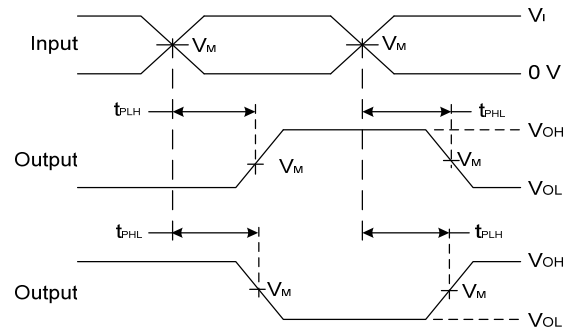 VI
Input VM VM
0 V
tPLH tPHL
VOH
Output VM VM
VOL
tPHL tPLH
VOH
Output VM VM
VOL